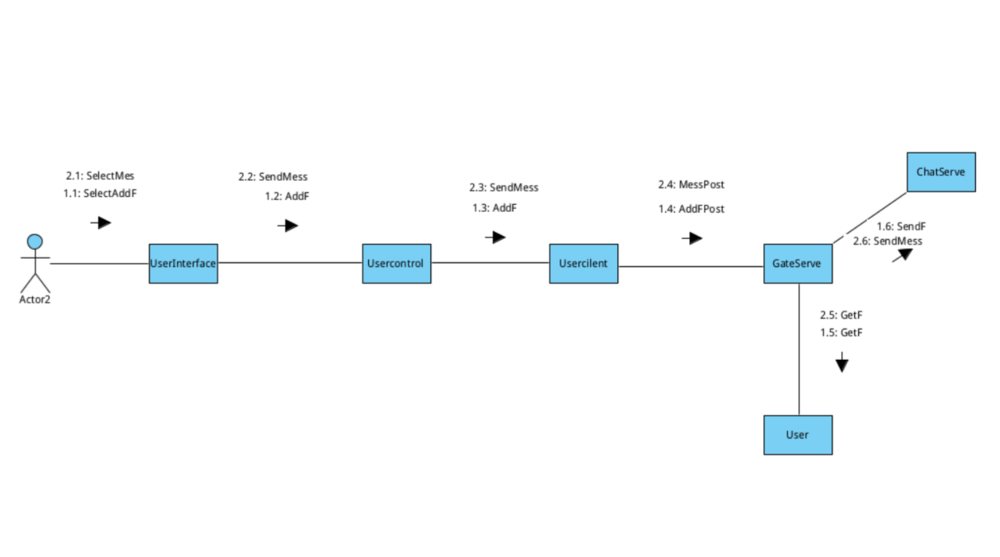 ChatServe
2.1: SelectMes
1.1: SelectAddF
2.2: SendMess
1.2: AddF
2.3: SendMess
1.3: AddF
2.4: MessPost
1.4: AddFPost
1.6: SendF
2.6: SendMess
Actor2
UserInterface
Usercontrol
Usercilent
GateServe
2.5: GetF
1.5: GetF
User